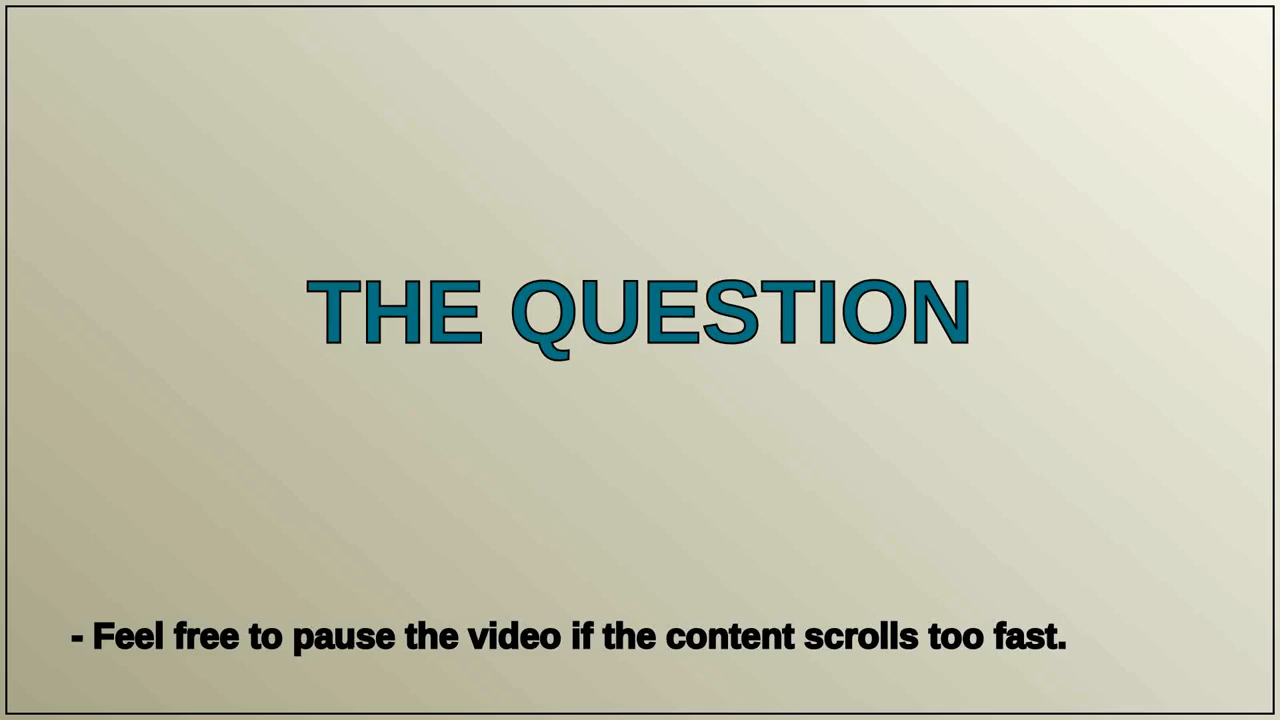 THE QUESTION
- Feel free to pause the video if the content scrolls too fast.